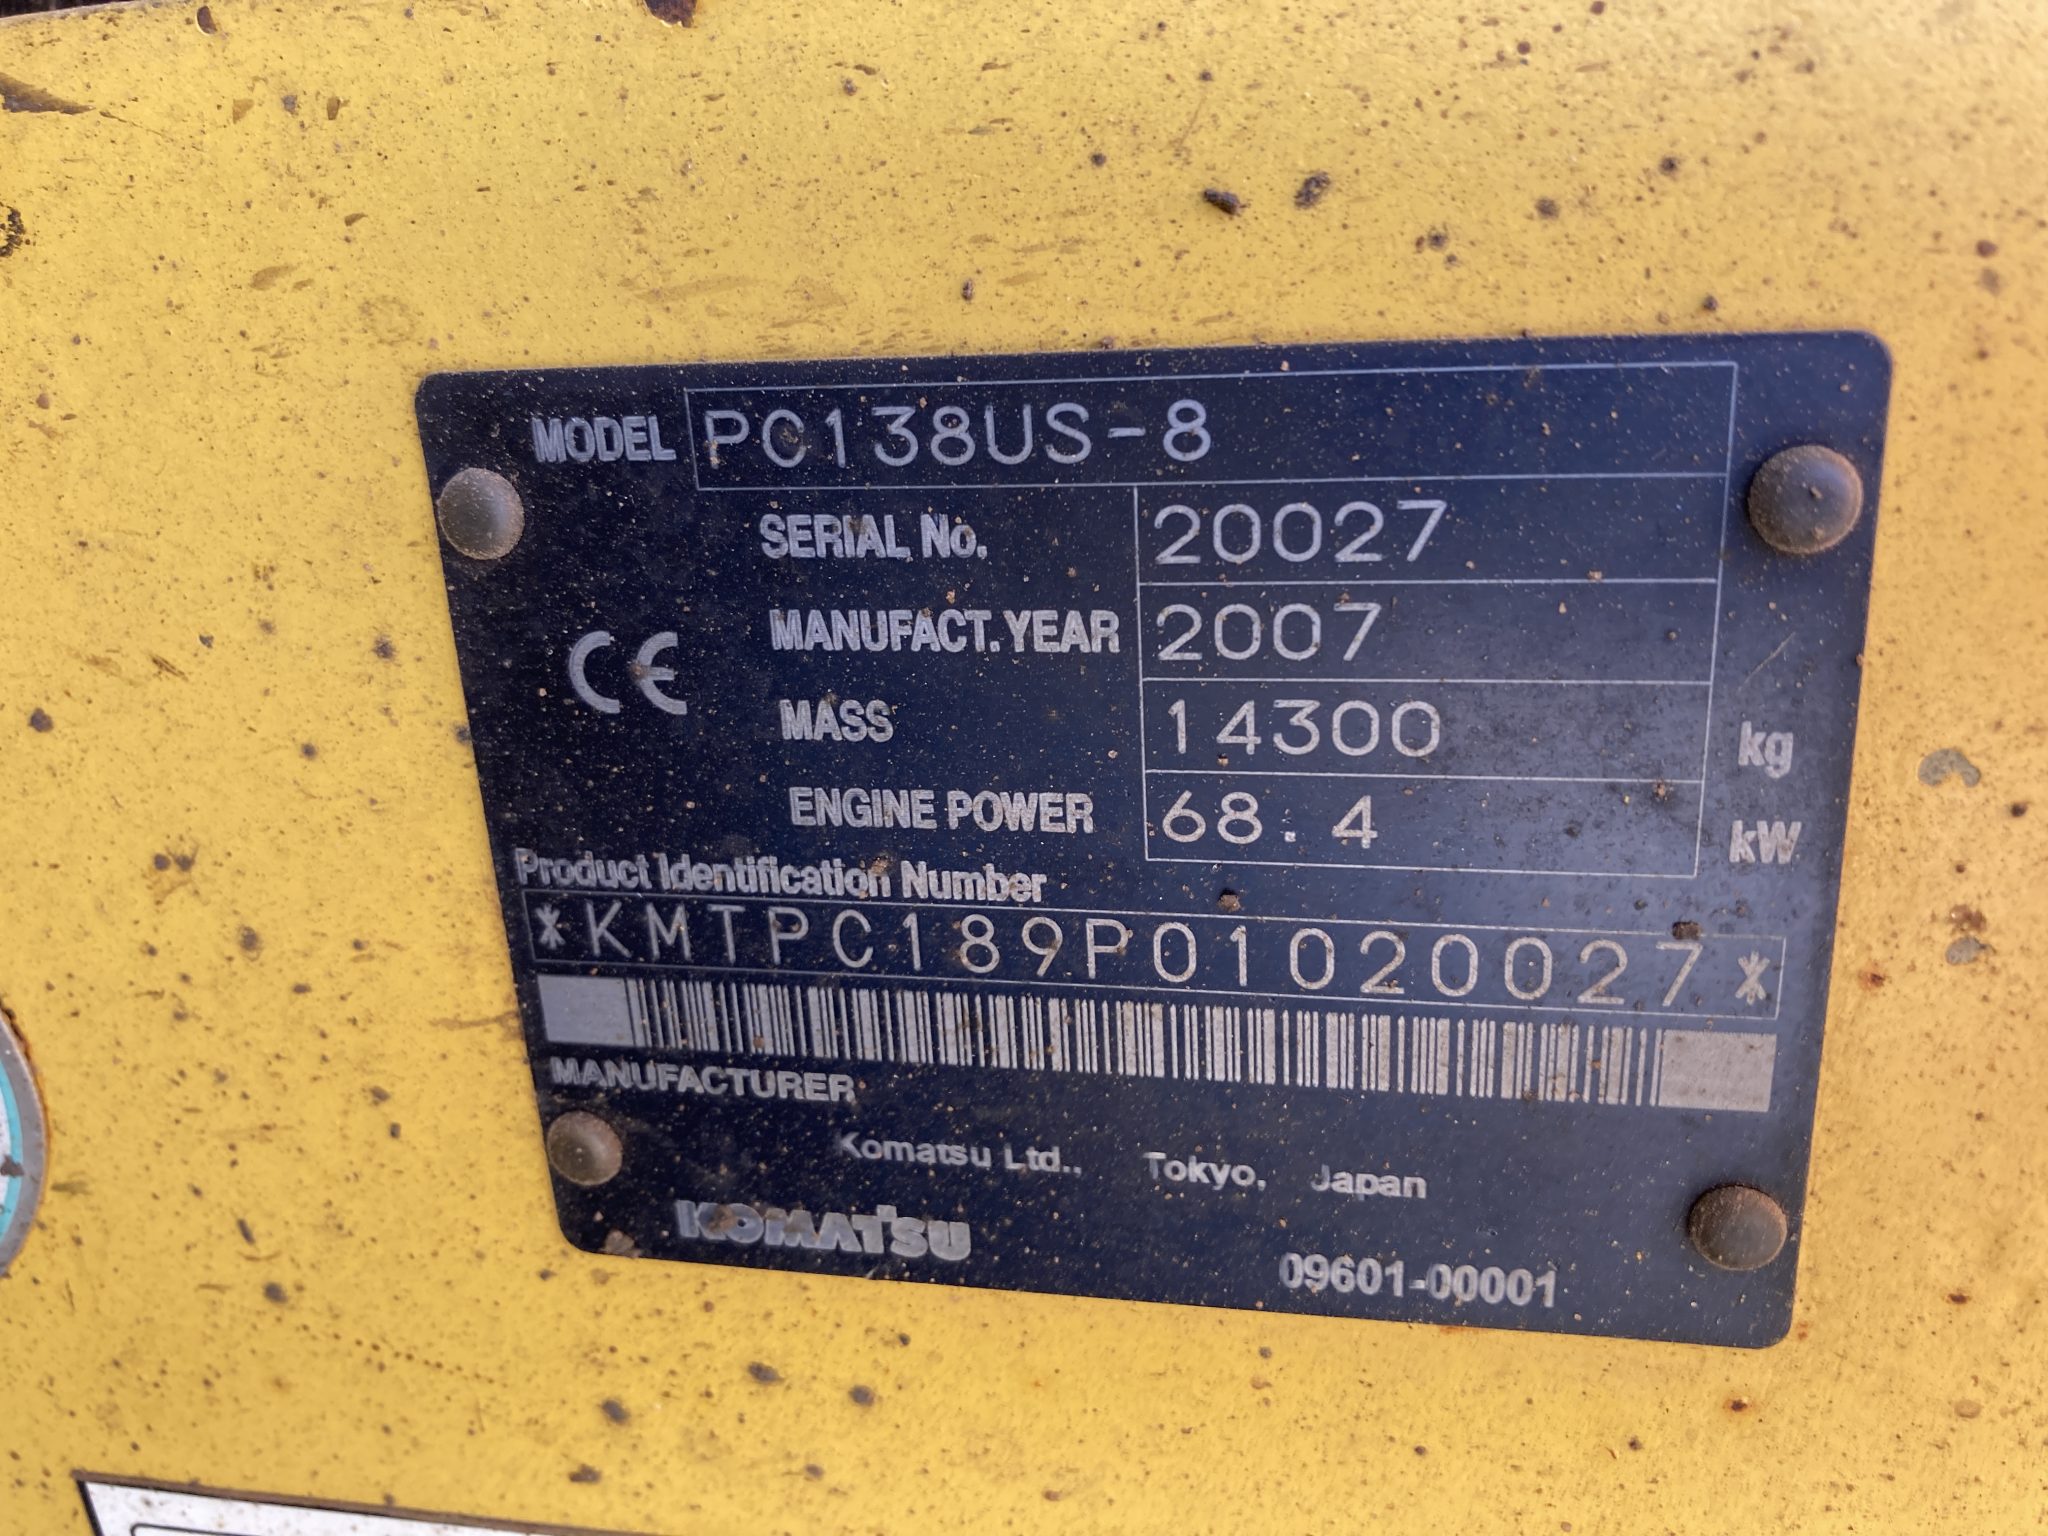 MODEL PC138US-8
SERIAL No. 20027
CE MANUFACT.YEAR 2007
MASS 14300 kg
ENGINE POWER 68.4 kW
Product Identification Number
*KMTPC189P01020027*
MANUFACTURER
Komatsu Ltd., Tokyo, Japan
KOMATSU 09601-00001